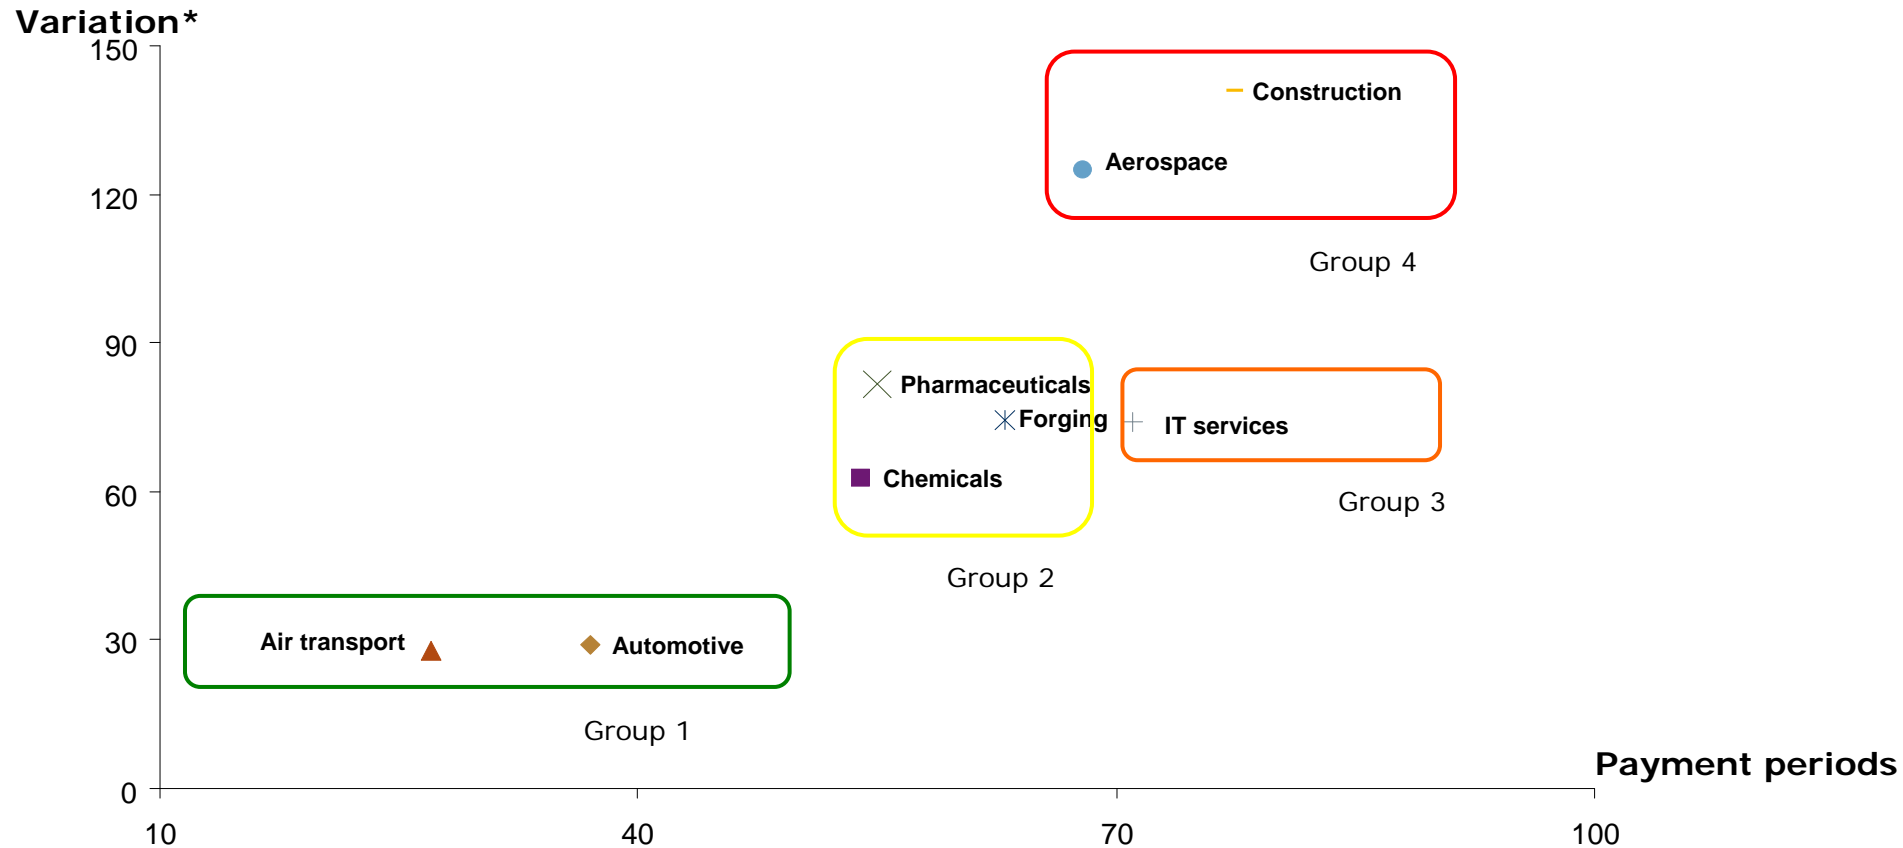 Variation*
150
Construction
Aerospace
120
Group 4
90
Pharmaceuticals
Forging
IT services
Chemicals
60
Group 3
Group 2
30
Air transport
Automotive
Group 1
Payment periods
0
10
40
70
100